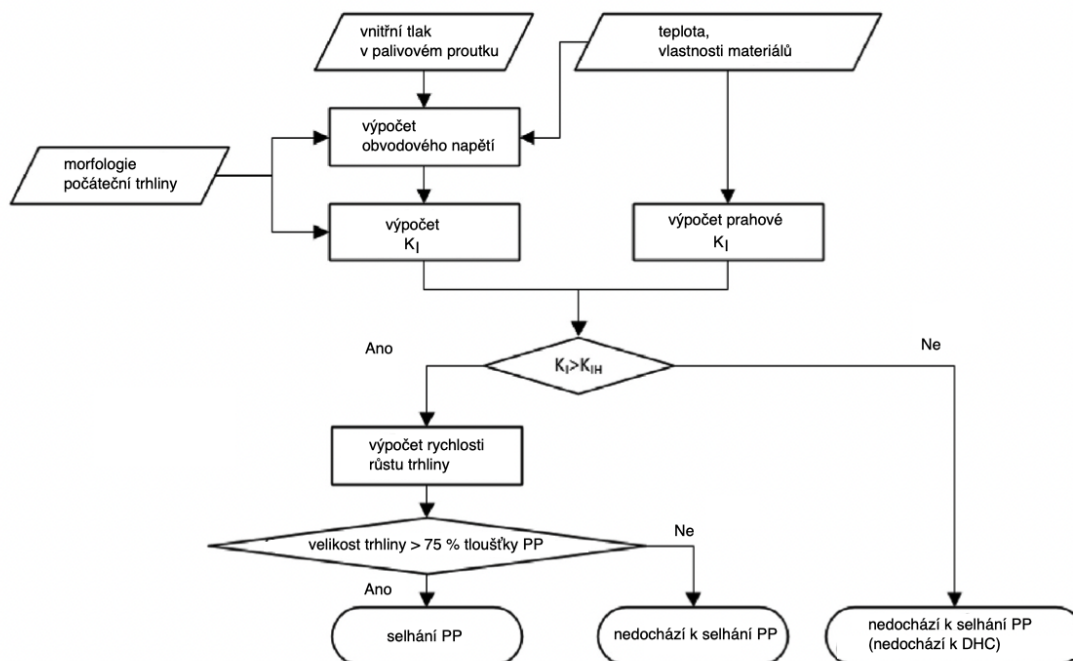 vnitřní tlak
v palivovém proutku
teplota,
vlastnosti materiálů
výpočet
obvodového napětí
morfologie
počáteční trhliny
výpočet
KI
výpočet prahové
KI
Ano
Ne
KI>KIH
výpočet rychlosti
růstu trhliny
velikost trhliny > 75 % tloušťky PP
Ne
Ano
selhání PP
nedochází k selhání PP
nedochází k selhání PP
(nedochází k DHC)